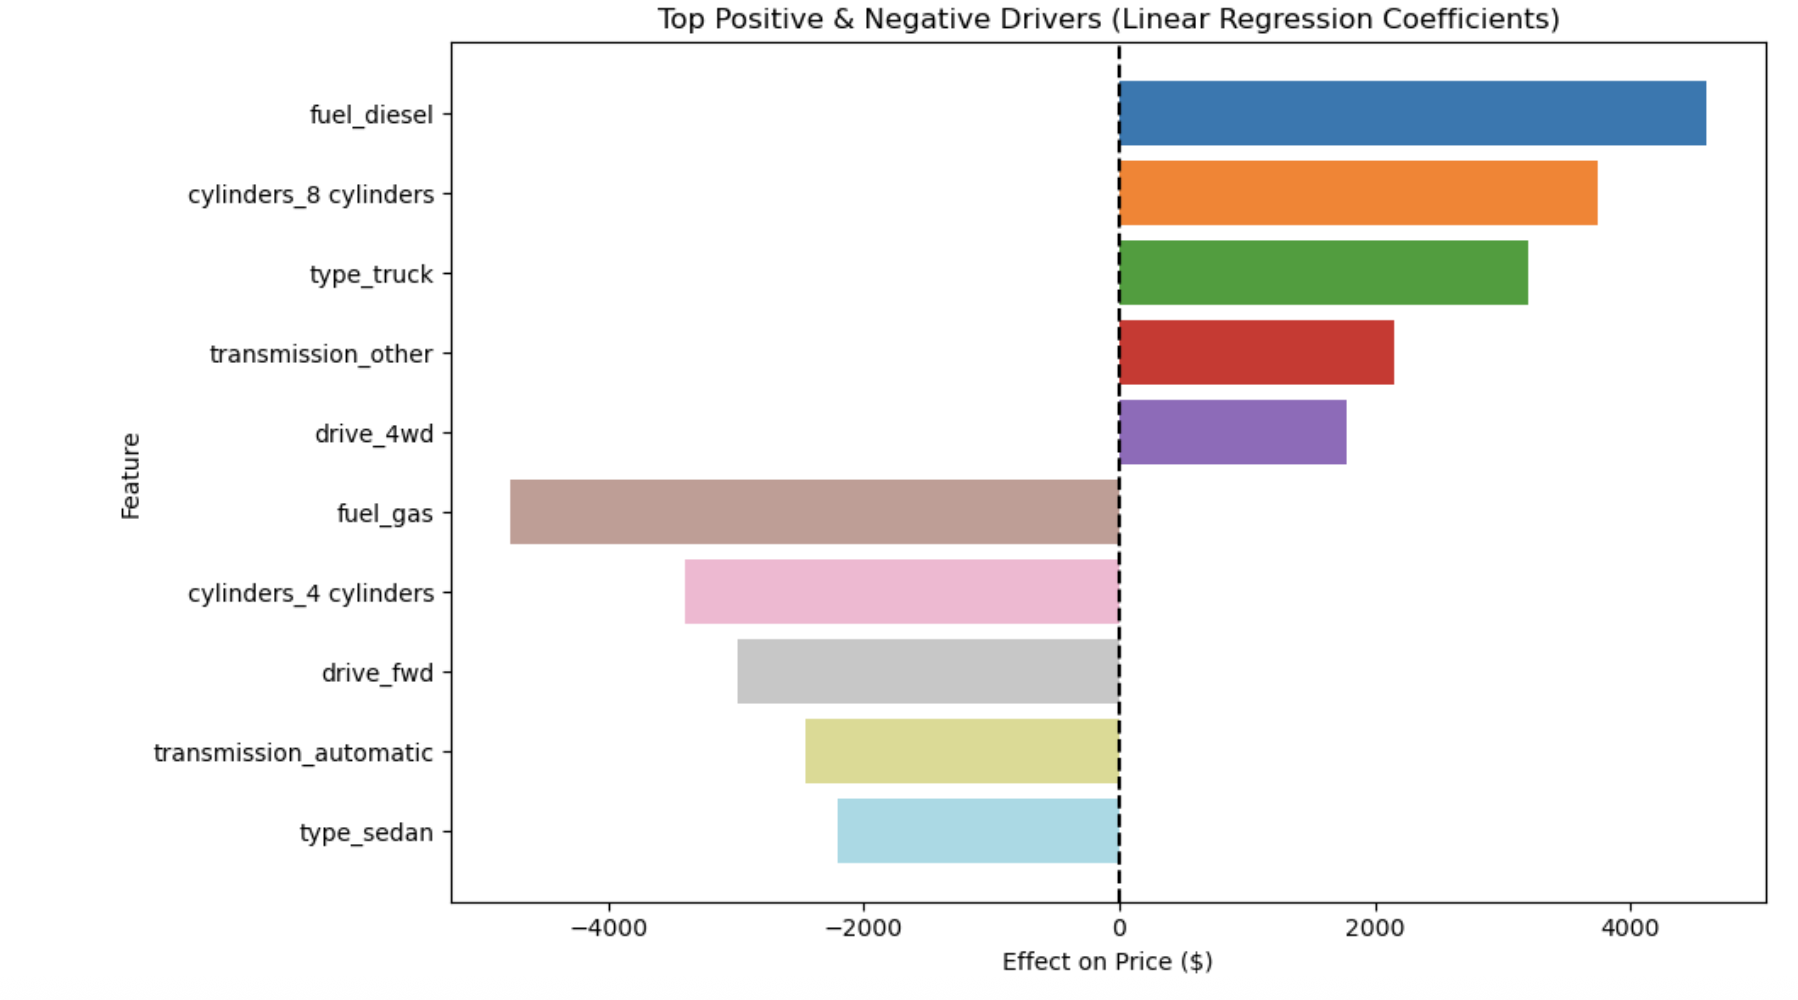 Top Positive & Negative Drivers (Linear Regression Coefficients)
Feature
fuel_diesel
cylinders_8 cylinders
type_truck
transmission_other
drive_4wd
fuel_gas
cylinders_4 cylinders
drive_fwd
transmission_automatic
type_sedan
−4000 −2000 0 2000 4000
Effect on Price ($)